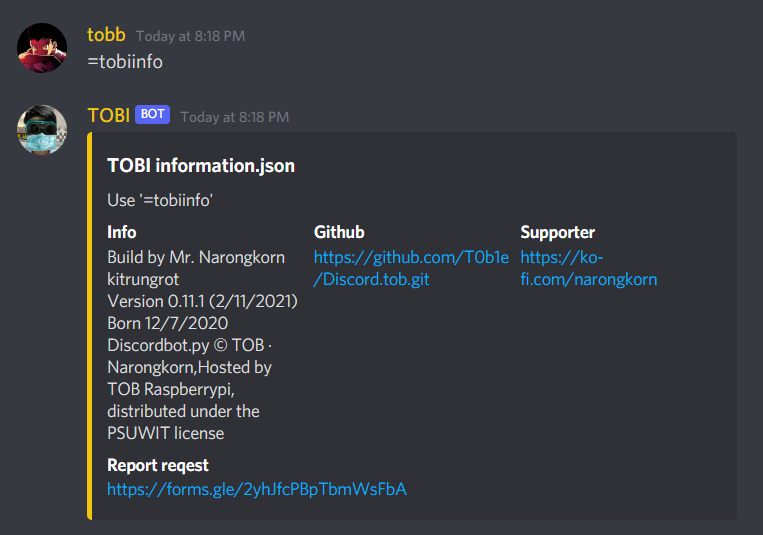 tobb Today at 8:18 PM
=tobiinfo
TOBI BOT Today at 8:18 PM
TOBI information.json
Use '=tobiinfo'
Info
Build by Mr. Narongkorn
kitrungrot
Version 0.11.1 (2/11/2021)
Born 12/7/2020
Discordbot.py © TOB ·
Narongkorn,Hosted by
TOB Raspberrypi,
distributed under the
PSUWIT license
Github
https://github.com/T0b1e
/Discord.tob.git
Supporter
https://ko-
fi.com/narongkorn
Report reqest
https://forms.gle/2yhJfcPBpTbmWsFbA